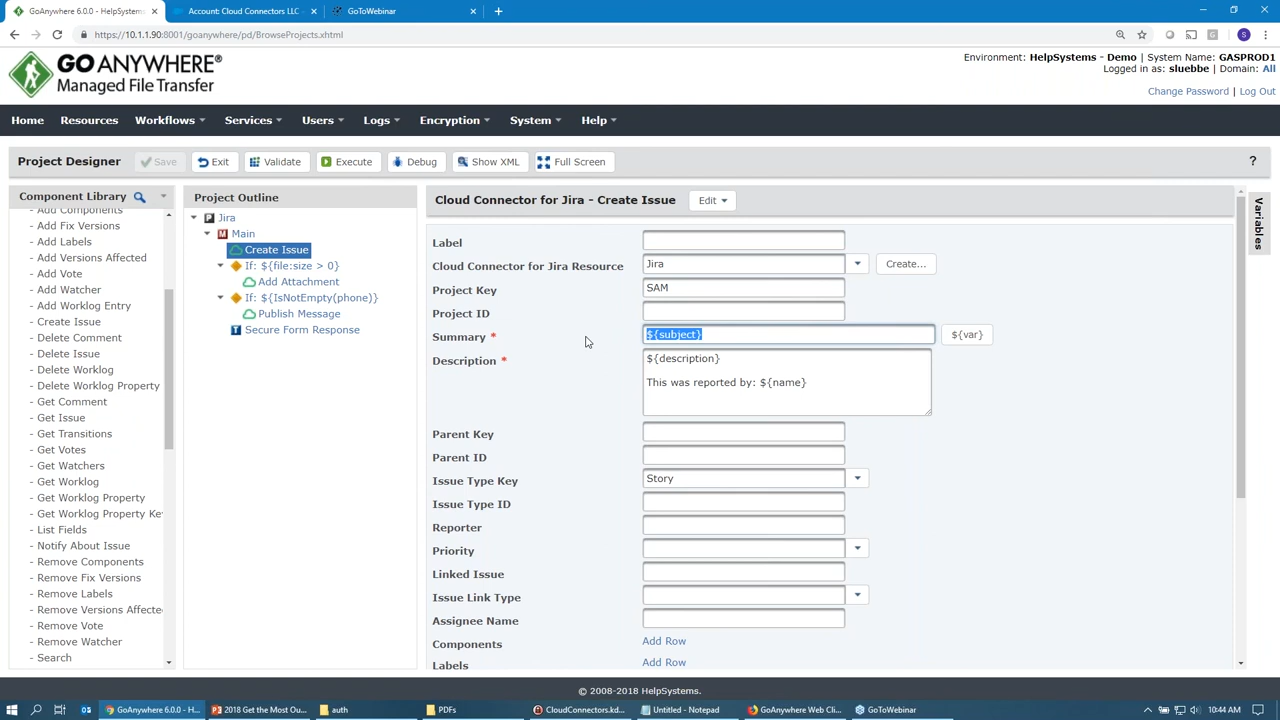 GoAnywhere 6.0.0 - HelpSystems
Account: Cloud Connectors LLC -
GoToWebinar
https://10.1.1.90:8001/goanywhere/pd/BrowseProjects.xhtml
GO ANYWHERE®
Managed File Transfer
Environment: HelpSystems - Demo | System Name: GASPROD1
Logged in as: sluebbe | Domain: All
Change Password | Log Out
Home Resources Workflows Services Users Logs Encryption System Help
Project Designer Save Exit Validate Execute Debug Show XML Full Screen ?
Component Library
- Add Components
- Add Fix Versions
- Add Labels
- Add Versions Affected
- Add Vote
- Add Watcher
- Add Worklog Entry
- Create Issue
- Delete Comment
- Delete Issue
- Delete Worklog
- Delete Worklog Property
- Get Comment
- Get Issue
- Get Transitions
- Get Votes
- Get Watchers
- Get Worklog
- Get Worklog Property
- Get Worklog Property Ke
- List Fields
- Notify About Issue
- Remove Components
- Remove Fix Versions
- Remove Labels
- Remove Versions Affecte
- Remove Vote
- Remove Watcher
- Search
Project Outline
P Jira
M Main
Create Issue
If: ${file:size > 0}
Add Attachment
If: ${IsNotEmpty(phone)}
Publish Message
T Secure Form Response
Cloud Connector for Jira - Create Issue Edit
Label
Cloud Connector for Jira Resource Jira Create...
Project Key SAM
Project ID
Summary * ${subject} ${var}
Description * ${description}
This was reported by: ${name}
Parent Key
Parent ID
Issue Type Key Story
Issue Type ID
Reporter
Priority
Linked Issue
Issue Link Type
Assignee Name
Components Add Row
Labels Add Row
Variables
© 2008-2018 HelpSystems.
GoAnywhere 6.0.0 - H... 2018 Get the Most Ou... auth PDFs CloudConnectors.kd... Untitled - Notepad GoAnywhere Web Cli... GoToWebinar 10:44 AM